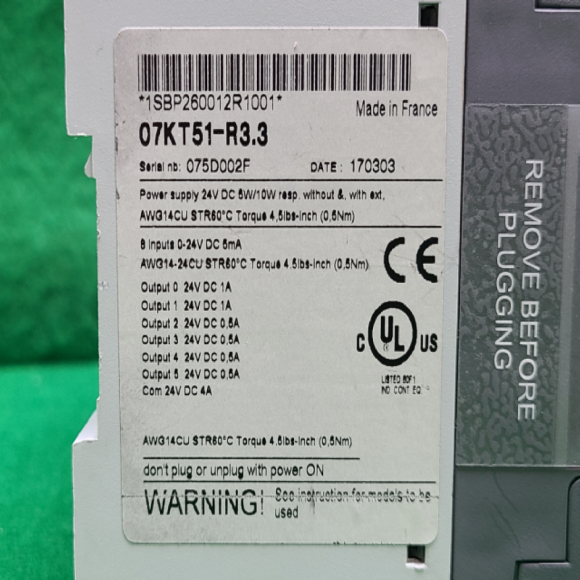 *1SBP260012R1001*
Made in France
07KT51-R3.3
Serial nb: 075D002F DATE: 170303
Power supply 24V DC 5W/10W resp. without &, with ext,
AWG14CU STR60°C Torque 4,5lbs-inch (0,5Nm)
8 inputs 0-24V DC 5mA
AWG14-24CU STR60°C Torque 4,5lbs-inch (0,5Nm)
CE
Output 0 24V DC 1A
Output 1 24V DC 1A
Output 2 24V DC 0,5A
Output 3 24V DC 0,5A
Output 4 24V DC 0,5A
Output 5 24V DC 0,5A
Com 24V DC 4A
C UL US
LISTED 80F1
IND CONT EQ
AWG14CU STR60°C Torque 4,5lbs-inch (0,5Nm)
don't plug or unplug with power ON
WARNING! See instruction for models to be
used
REMOVE BEFORE
PLUGGING